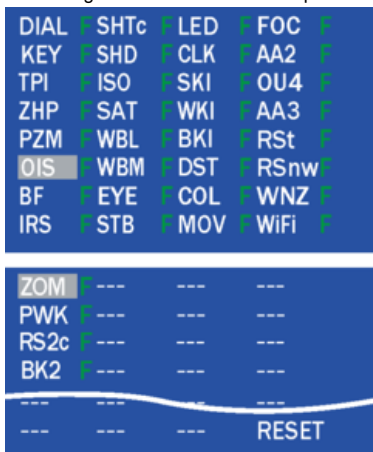 DIAL F SHTc F LED F FOC F
KEY F SHD F CLK F AA2 F
TPI F ISO F SKI F OU4 F
ZHP F SAT F WKI F AA3 F
PZM F WBL F BKI F RSt F
OIS F WBM F DST F RSnw F
BF F EYE F COL F WNZ F
IRS F STB F MOV F WiFi F
ZOM F --- --- ---
PWK F --- --- ---
RS2c F --- --- ---
BK2 F --- --- ---
--- --- --- ---
--- --- --- RESET